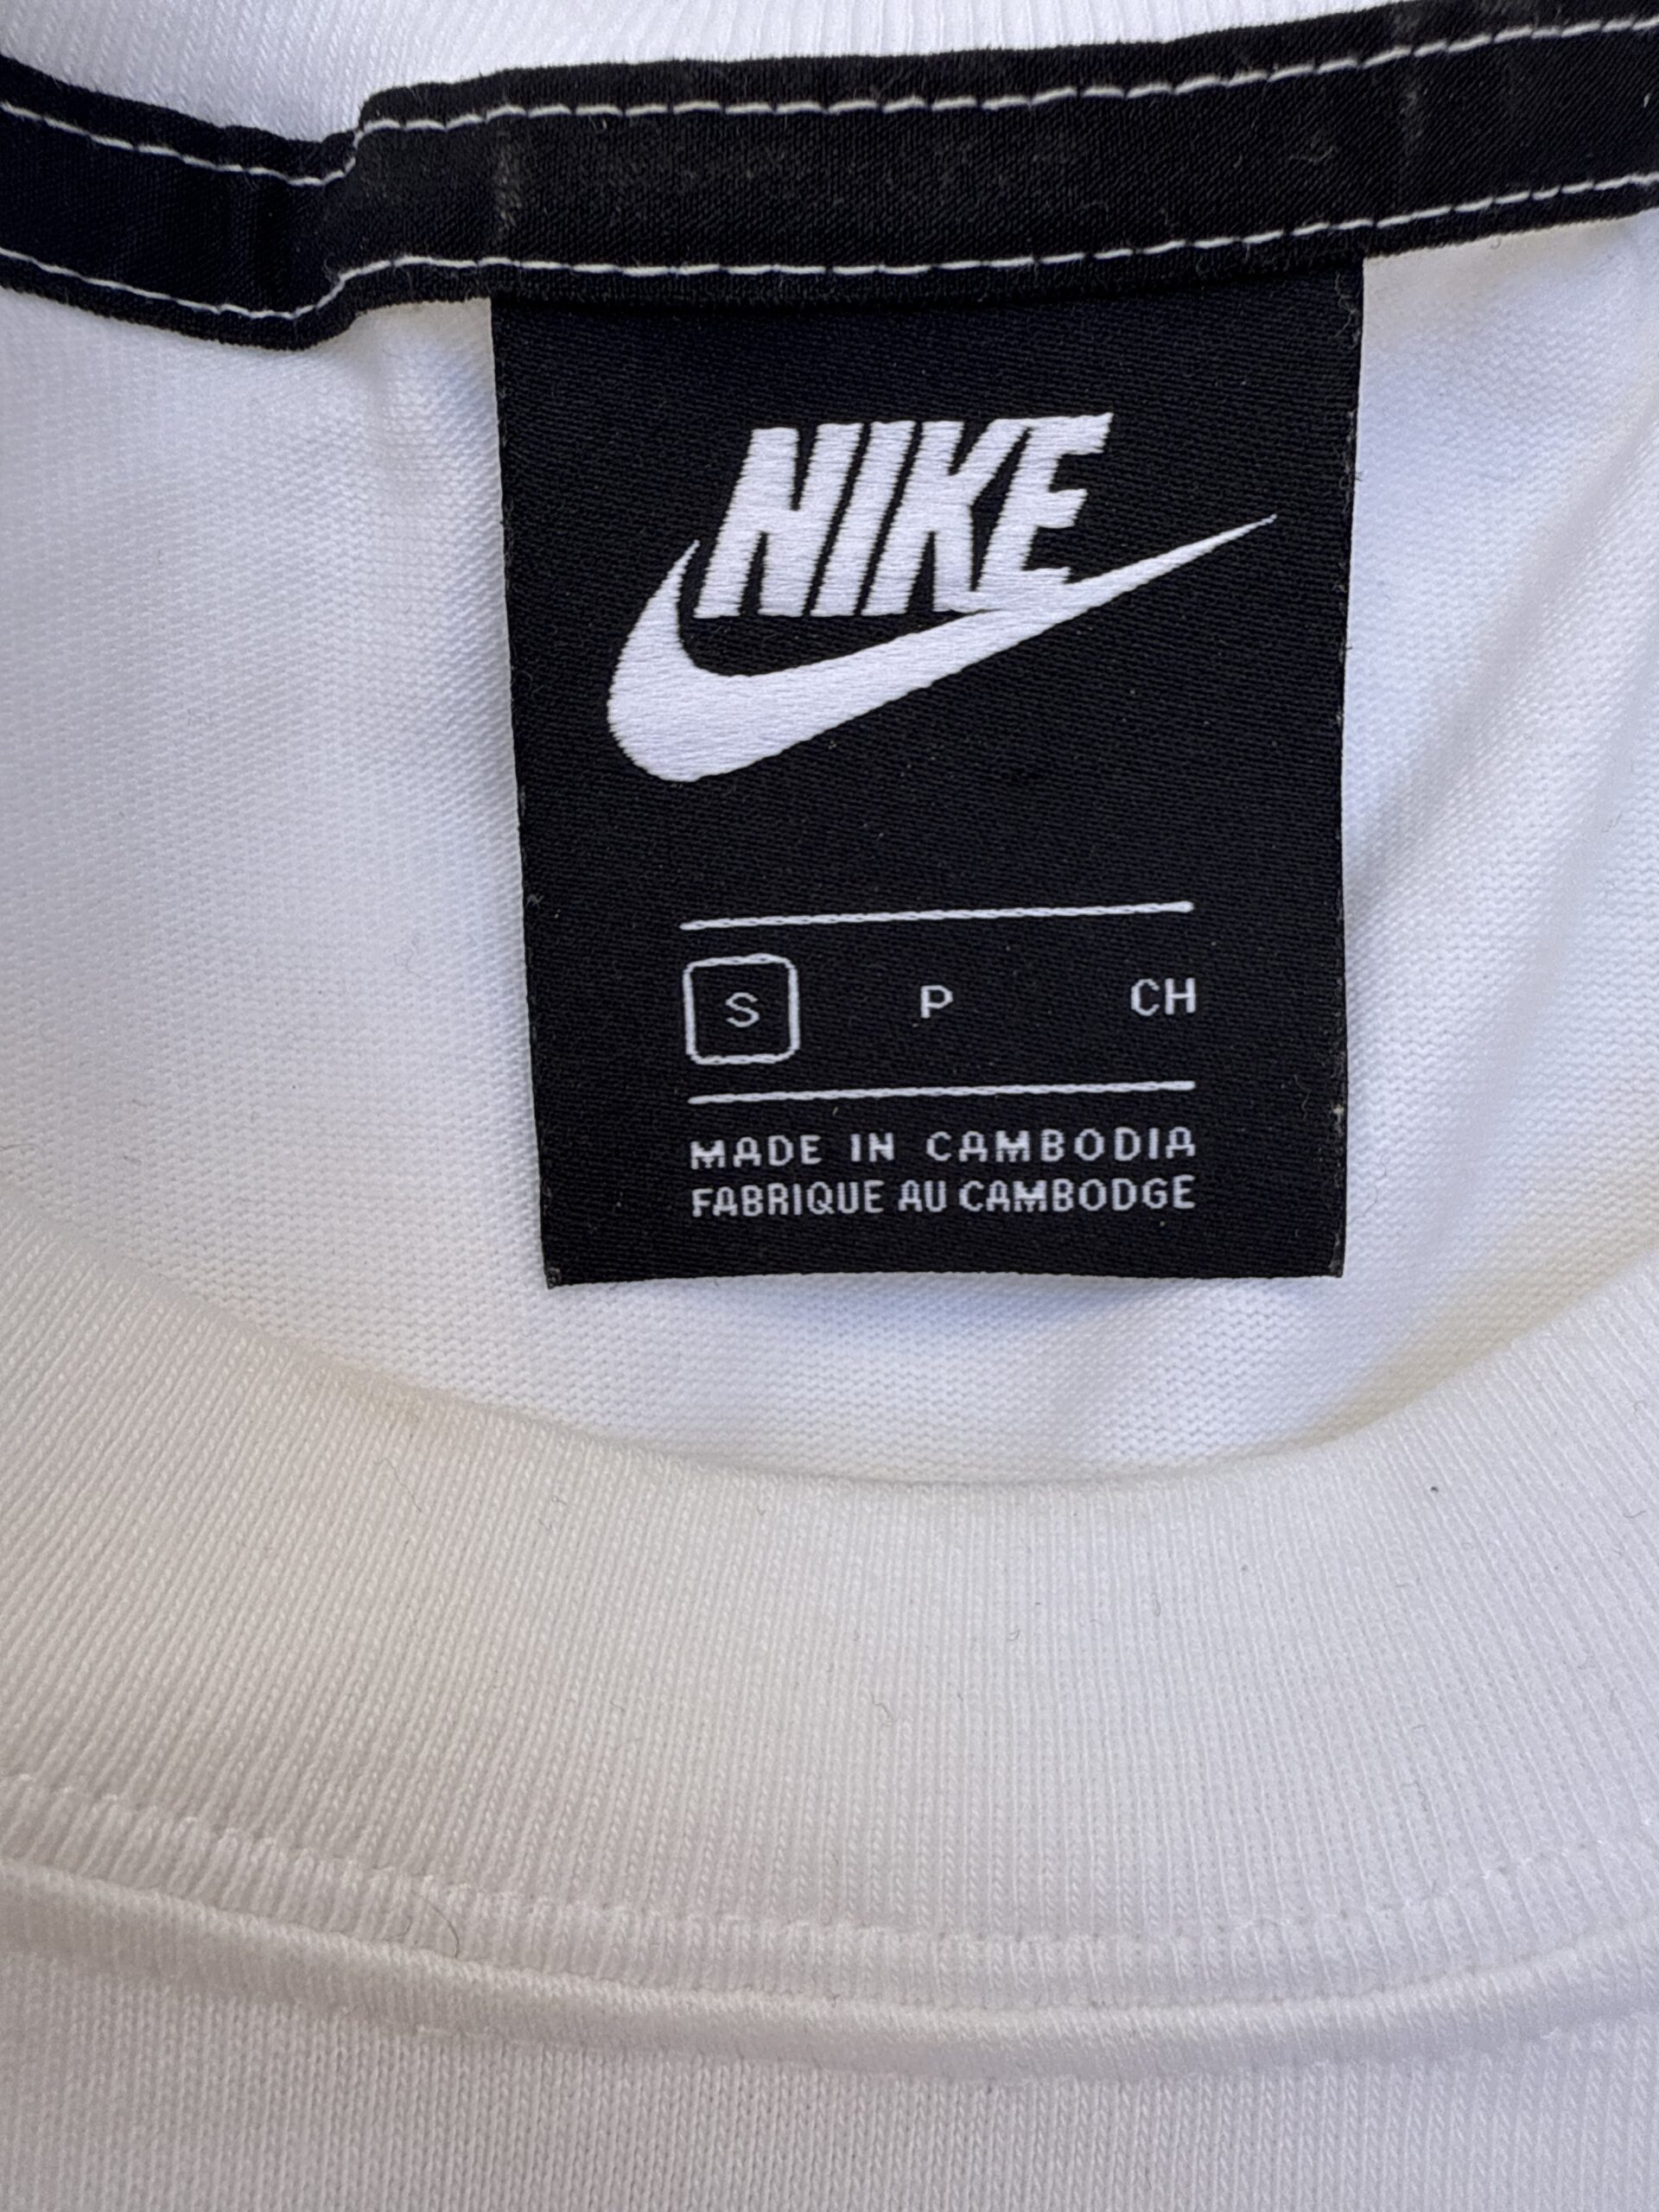 NIKE
S P CH
MADE IN CAMBODIA
FABRIQUE AU CAMBODGE